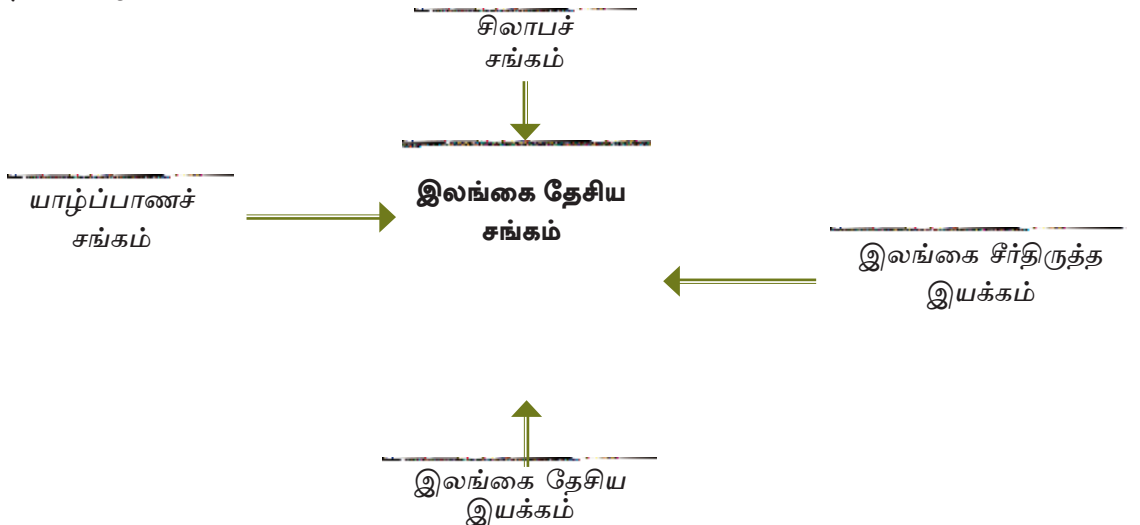 சிலாபச்
சங்கம்
இலங்கை தேசிய
சங்கம்
யாழ்ப்பாணச்
சங்கம்
இலங்கை சீர்திருத்த
இயக்கம்
இலங்கை தேசிய
இயக்கம்